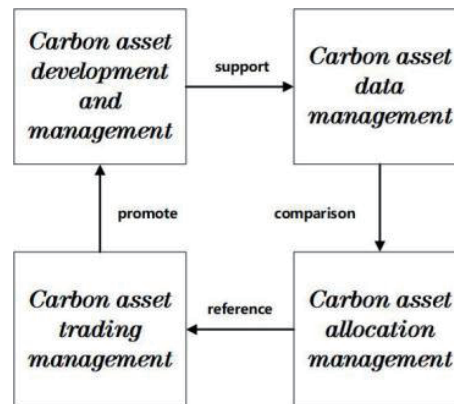 Carbon asset
development
and
management
support
Carbon asset
data
management
promote
comparison
Carbon asset
trading
management
reference
Carbon asset
allocation
management